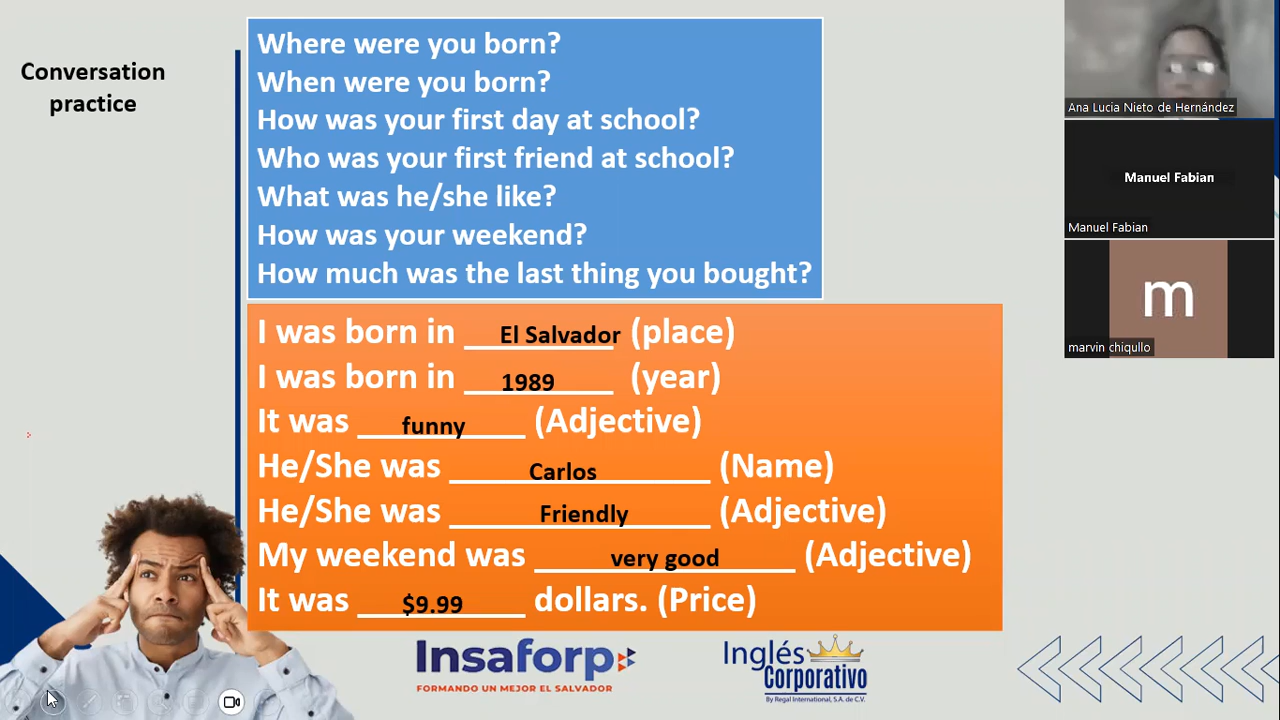 Conversation
practice
Where were you born?
When were you born?
How was your first day at school?
Who was your first friend at school?
What was he/she like?
How was your weekend?
How much was the last thing you bought?
I was born in El Salvador (place)
I was born in 1989 (year)
It was funny (Adjective)
He/She was Carlos (Name)
He/She was Friendly (Adjective)
My weekend was very good (Adjective)
It was $9.99 dollars. (Price)
Insaforp
FORMANDO UN MEJOR EL SALVADOR
Inglés
Corporativo
By Regal International, S.A. de C.V.
Ana Lucia Nieto de Hernández
Manuel Fabian
Manuel Fabian
m
marvin chiqullo